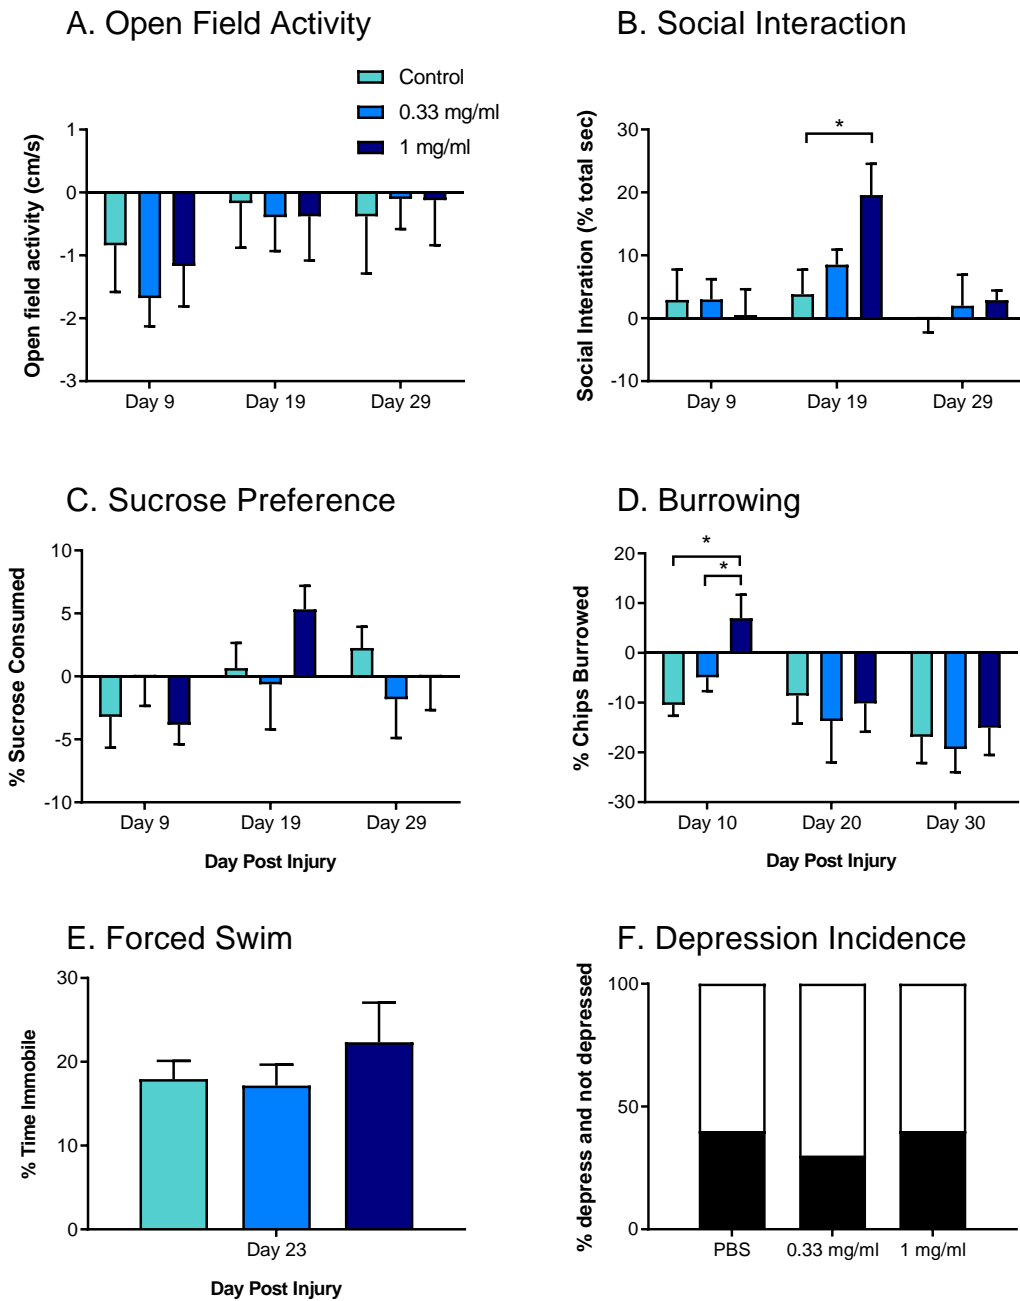 A. Open Field Activity
Control
0.33 mg/ml
1 mg/ml
Open field activity (cm/s)
1
0
-1
-2
-3
Day 9 Day 19 Day 29
B. Social Interaction
Social Interation (% total sec)
30
20
10
0
-10
*
Day 9 Day 19 Day 29
C. Sucrose Preference
% Sucrose Consumed
10
5
0
-5
-10
Day 9 Day 19 Day 29
Day Post Injury
D. Burrowing
% Chips Burrowed
20
10
0
-10
-20
-30
*
*
Day 10 Day 20 Day 30
Day Post Injury
E. Forced Swim
% Time Immobile
30
20
10
0
Day 23
Day Post Injury
F. Depression Incidence
% depress and not depressed
100
50
0
PBS 0.33 mg/ml 1 mg/ml